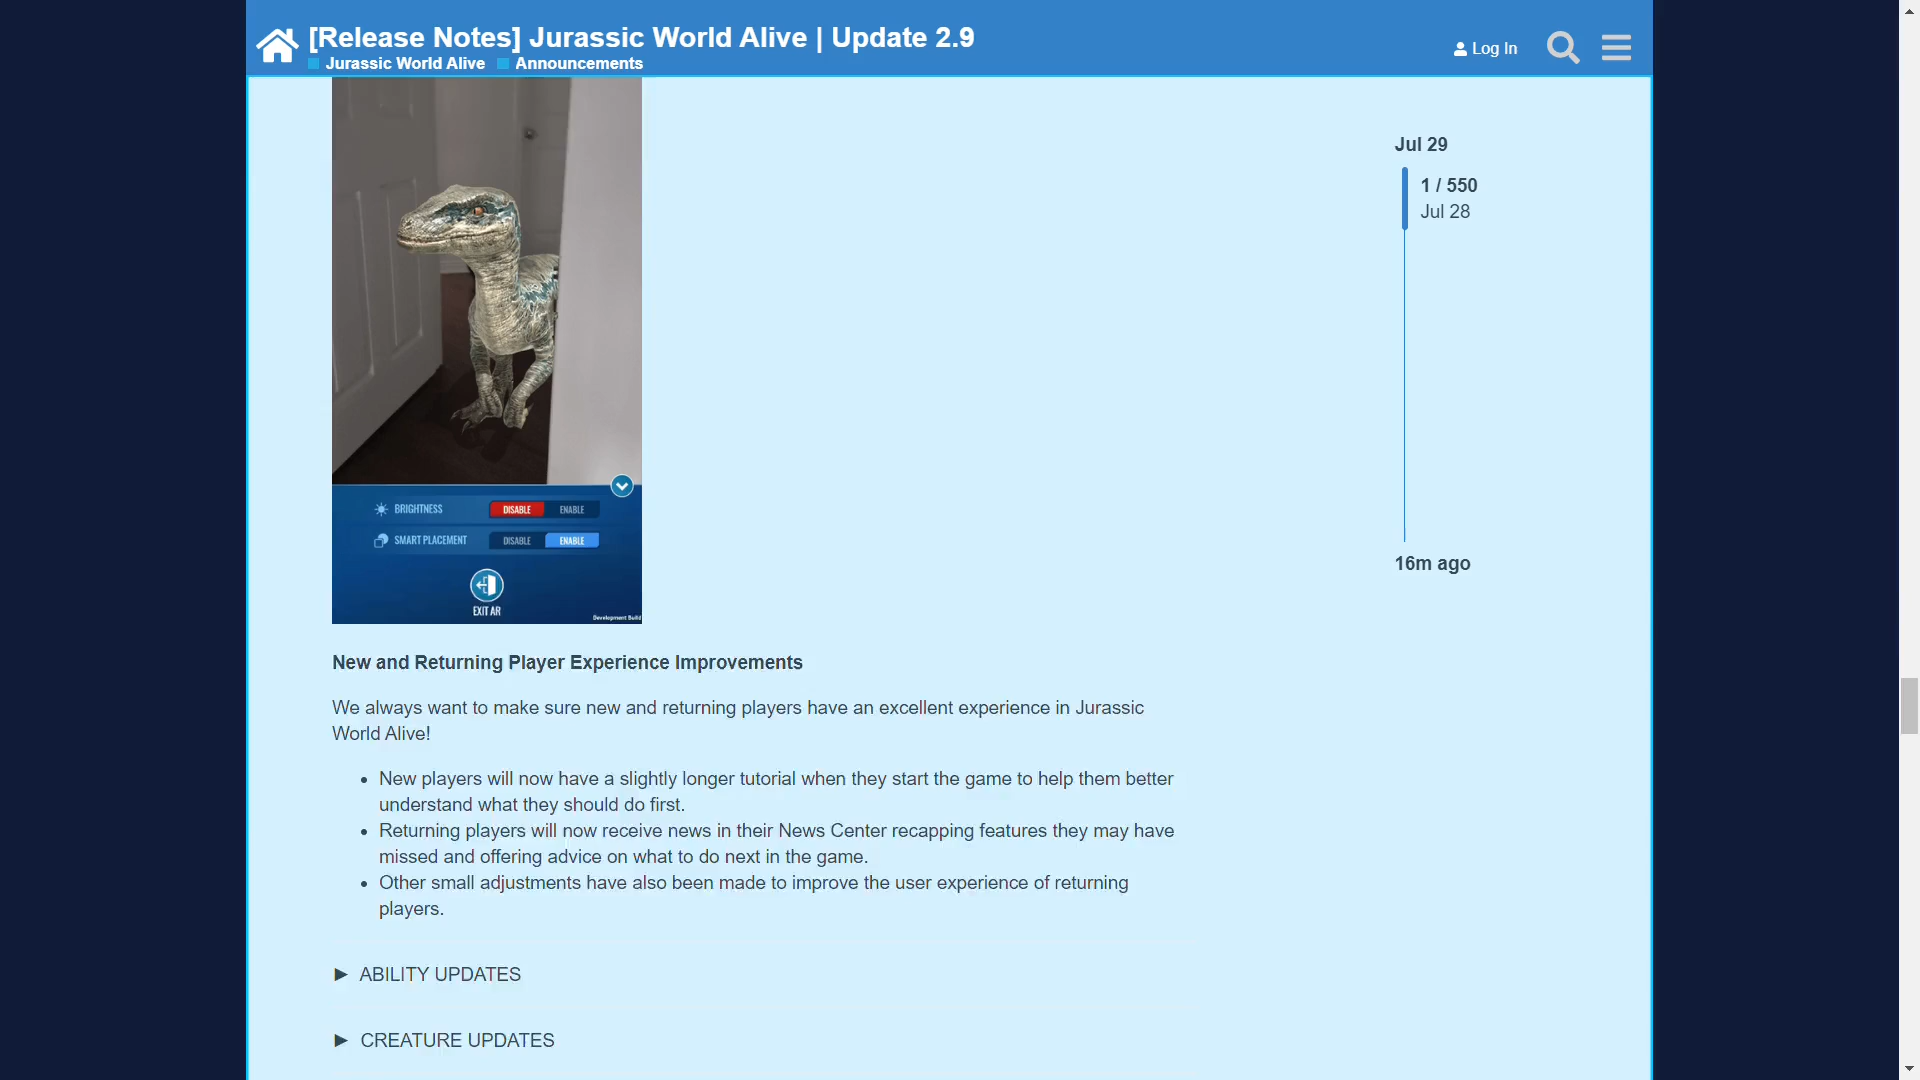 [Release Notes] Jurassic World Alive | Update 2.9
Jurassic World Alive Announcements
Log In
Jul 29
1 / 550
Jul 28
16m ago
BRIGHTNESS DISABLE ENABLE
SMART PLACEMENT DISABLE ENABLE
EXIT AR
Development Build
New and Returning Player Experience Improvements
We always want to make sure new and returning players have an excellent experience in Jurassic
World Alive!
• New players will now have a slightly longer tutorial when they start the game to help them better
understand what they should do first.
• Returning players will now receive news in their News Center recapping features they may have
missed and offering advice on what to do next in the game.
• Other small adjustments have also been made to improve the user experience of returning
players.
► ABILITY UPDATES
► CREATURE UPDATES